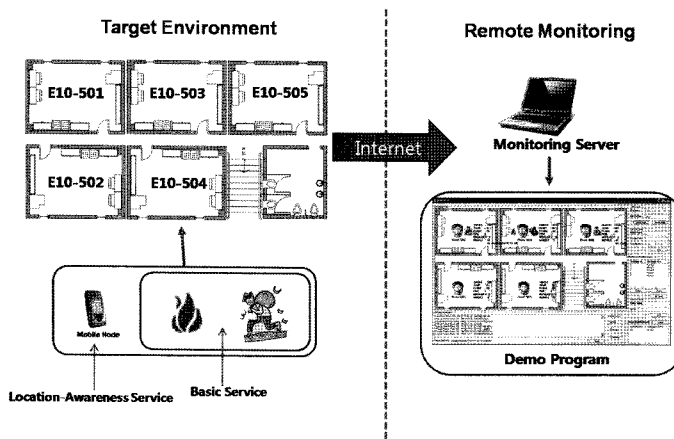 Target Environment
Remote Monitoring
E10-501
E10-503
E10-505
E10-502
E10-504
Internet
Monitoring Server
Mobile Node
Location-Awareness Service
Basic Service
Demo Program